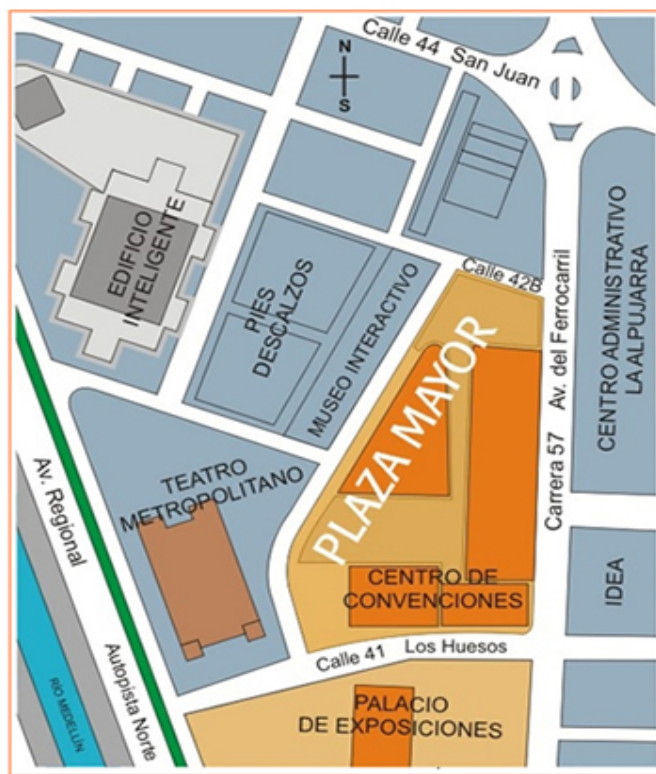 Calle 44 San Juan
N
S
EDIFICIO
INTELIGENTE
PIES
DESCALZOS
MUSEO INTERACTIVO
Calle 42B
Av. del Ferrocarril
Carrera 57
CENTRO ADMINISTRATIVO
LA ALPUJARRA
PLAZA MAYOR
TEATRO
METROPOLITANO
Av. Regional
Autopista Norte
RÍO MEDELLÍN
CENTRO DE
CONVENCIONES
IDEA
Calle 41 Los Huesos
PALACIO
DE EXPOSICIONES